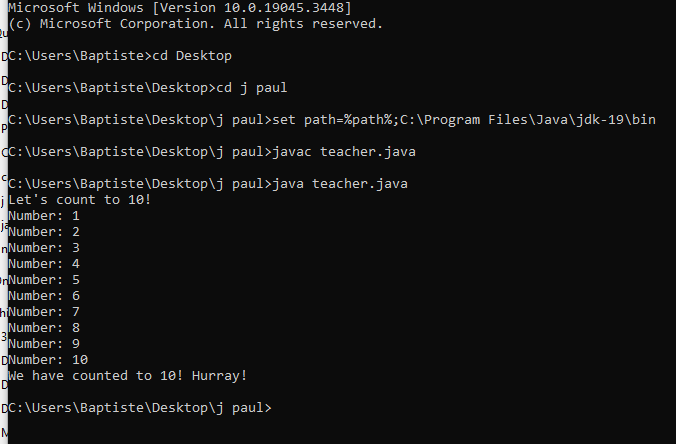 Microsoft Windows [Version 10.0.19045.3448]
(c) Microsoft Corporation. All rights reserved.
C:\Users\Baptiste>cd Desktop
C:\Users\Baptiste\Desktop>cd j paul
C:\Users\Baptiste\Desktop\j paul>set path=%path%;C:\Program Files\Java\jdk-19\bin
C:\Users\Baptiste\Desktop\j paul>javac teacher.java
C:\Users\Baptiste\Desktop\j paul>java teacher.java
Let's count to 10!
Number: 1
Number: 2
Number: 3
Number: 4
Number: 5
Number: 6
Number: 7
Number: 8
Number: 9
Number: 10
We have counted to 10! Hurray!
C:\Users\Baptiste\Desktop\j paul>